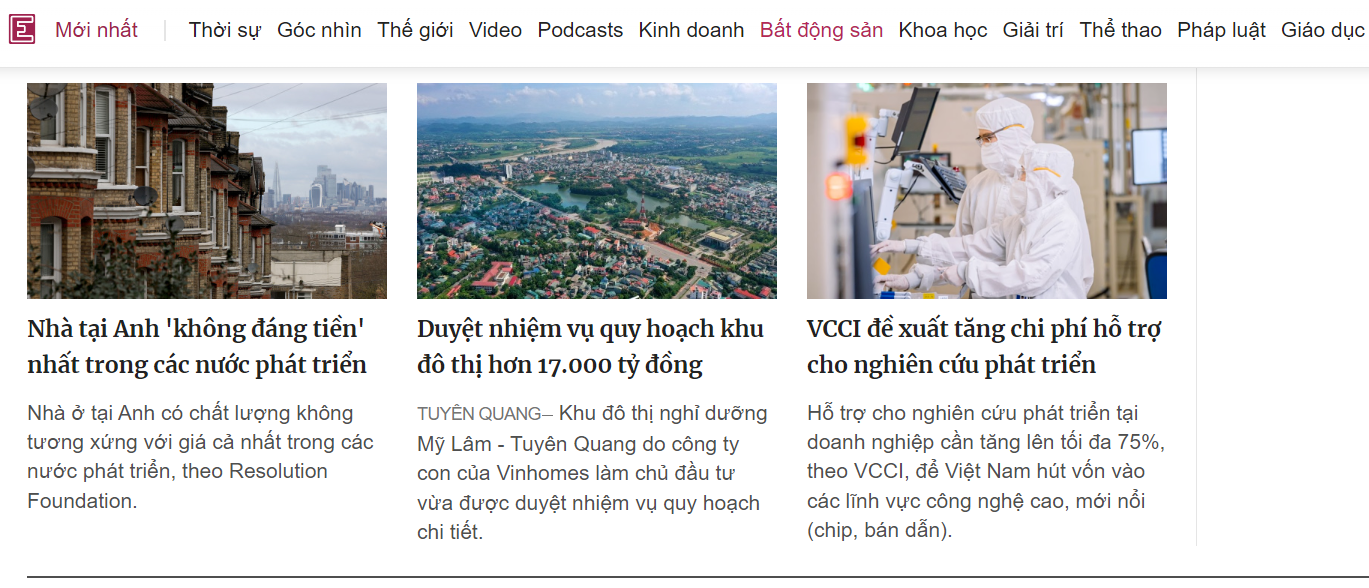 Mới nhất Thời sự Góc nhìn Thế giới Video Podcasts Kinh doanh Bất động sản Khoa học Giải trí Thể thao Pháp luật Giáo dục
Nhà tại Anh 'không đáng tiền'
nhất trong các nước phát triển
Nhà ở tại Anh có chất lượng không
tương xứng với giá cả nhất trong các
nước phát triển, theo Resolution
Foundation.
Duyệt nhiệm vụ quy hoạch khu
đô thị hơn 17.000 tỷ đồng
TUYÊN QUANG– Khu đô thị nghỉ dưỡng
Mỹ Lâm - Tuyên Quang do công ty
con của Vinhomes làm chủ đầu tư
vừa được duyệt nhiệm vụ quy hoạch
chi tiết.
VCCI đề xuất tăng chi phí hỗ trợ
cho nghiên cứu phát triển
Hỗ trợ cho nghiên cứu phát triển tại
doanh nghiệp cần tăng lên tối đa 75%,
theo VCCI, để Việt Nam hút vốn vào
các lĩnh vực công nghệ cao, mới nổi
(chip, bán dẫn).